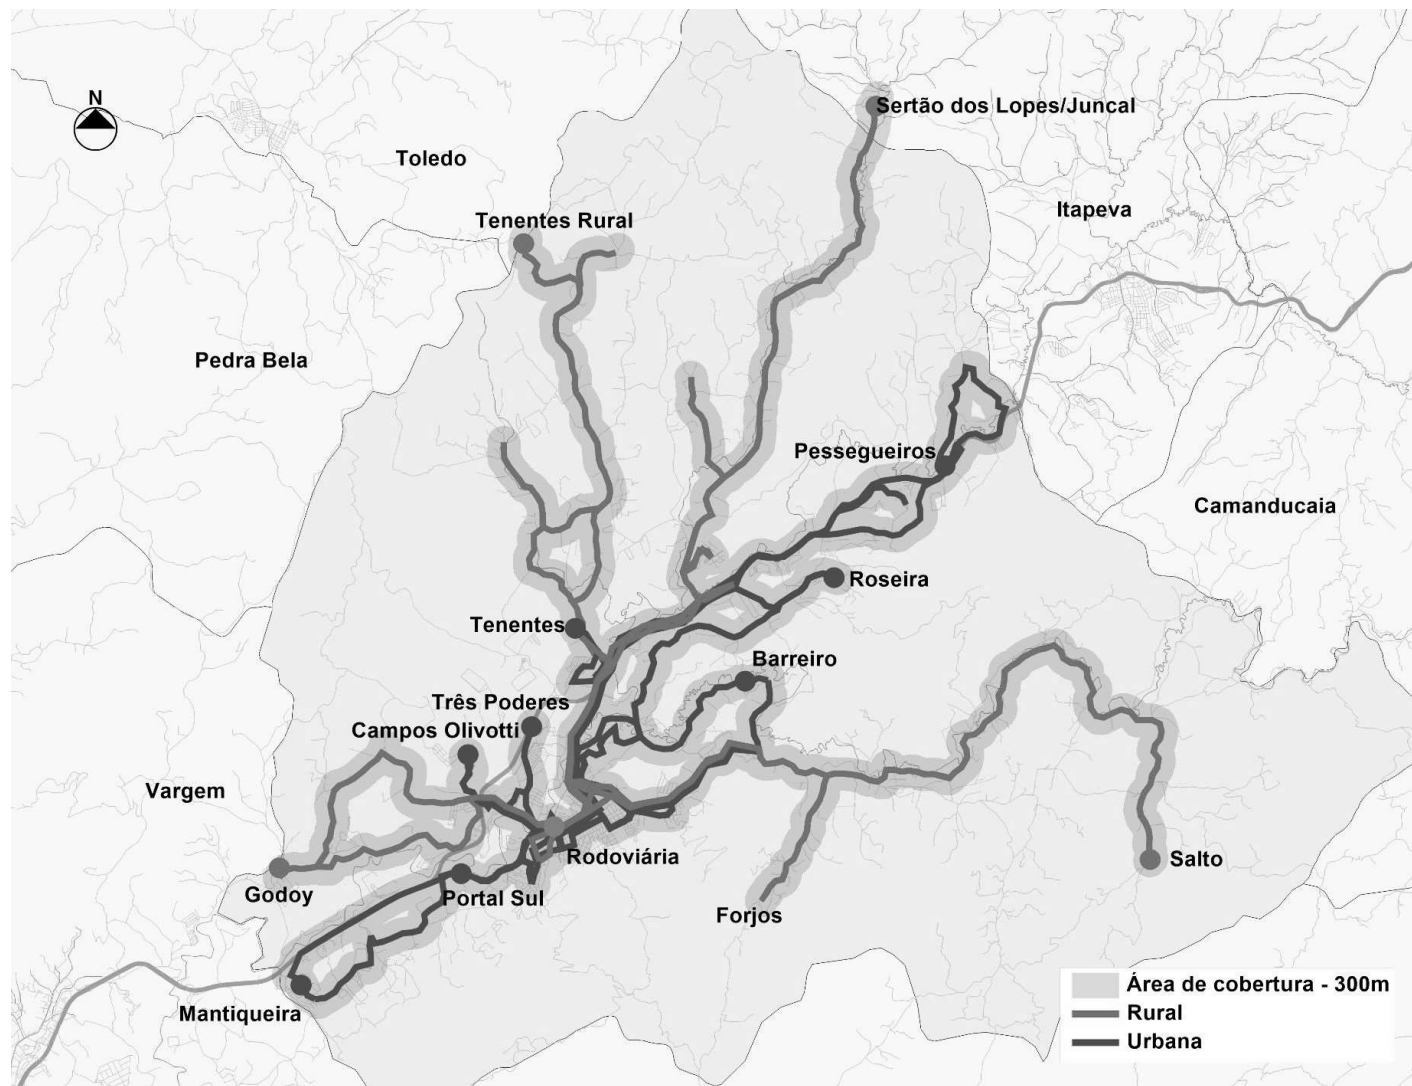 N
Sertão dos Lopes/Juncal
Toledo
Itapeva
Tenentes Rural
Pedra Bela
Pessegueiros
Camanducaia
Roseira
Tenentes
Barreiro
Três Poderes
Campos Olivotti
Vargem
Rodoviária
Salto
Godoy
Portal Sul
Forjos
Mantiqueira
Área de cobertura - 300m
Rural
Urbana